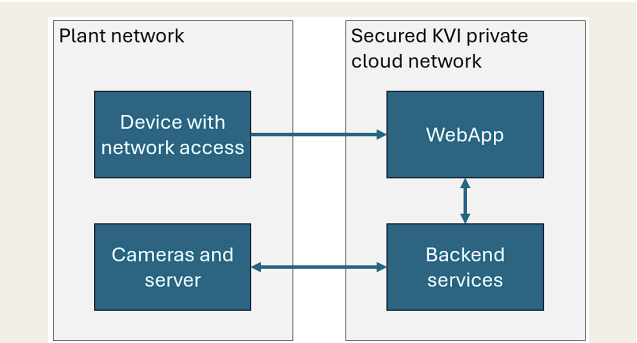 Plant network
Secured KVI private
cloud network
Device with
network access
WebApp
Cameras and
server
Backend
services